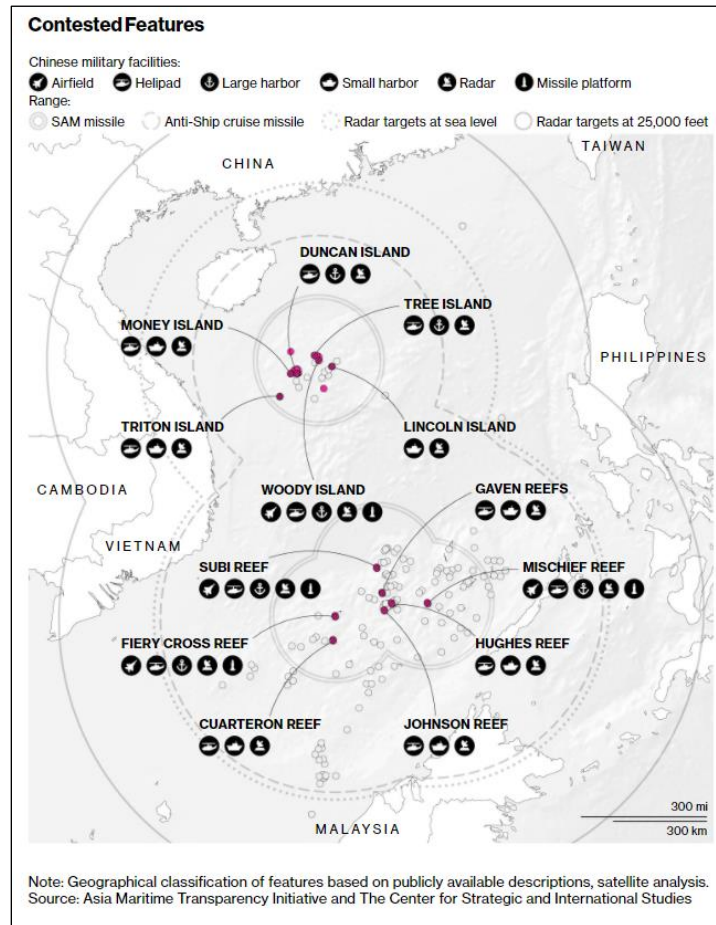 Contested Features
Chinese military facilities:
Airfield Helipad Large harbor Small harbor Radar Missile platform
Range:
SAM missile Anti-Ship cruise missile Radar targets at sea level Radar targets at 25,000 feet
TAIWAN
CHINA
DUNCAN ISLAND
TREE ISLAND
MONEY ISLAND
PHILIPPINES
TRITON ISLAND
LINCOLN ISLAND
WOODY ISLAND
GAVEN REEFS
CAMBODIA
VIETNAM
SUBI REEF
MISCHIEF REEF
FIERY CROSS REEF
HUGHES REEF
CUARTERON REEF
JOHNSON REEF
300 mi
300 km
MALAYSIA
Note: Geographical classification of features based on publicly available descriptions, satellite analysis.
Source: Asia Maritime Transparency Initiative and The Center for Strategic and International Studies